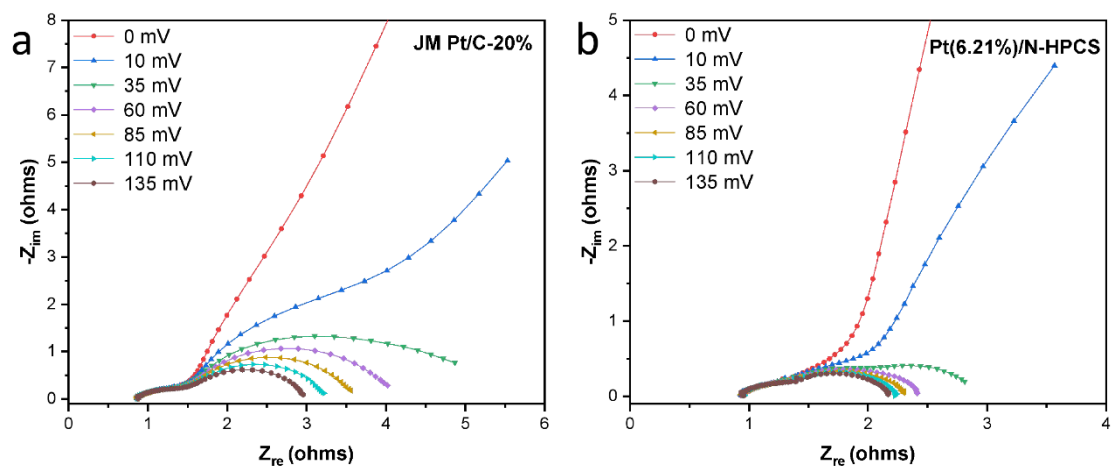 a
JM Pt/C-20%
0 mV
10 mV
35 mV
60 mV
85 mV
110 mV
135 mV
8
7
6
5
4
3
2
1
0
-Zim (ohms)
0
1
2
3
4
5
6
Zre (ohms)
b
Pt(6.21%)/N-HPCS
0 mV
10 mV
35 mV
60 mV
85 mV
110 mV
135 mV
5
4
3
2
1
0
-Zim (ohms)
0
1
2
3
4
Zre (ohms)